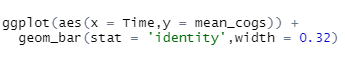 ggplot(aes(x = Time,y = mean_cogs)) +
  geom_bar(stat = 'identity',width = 0.32)